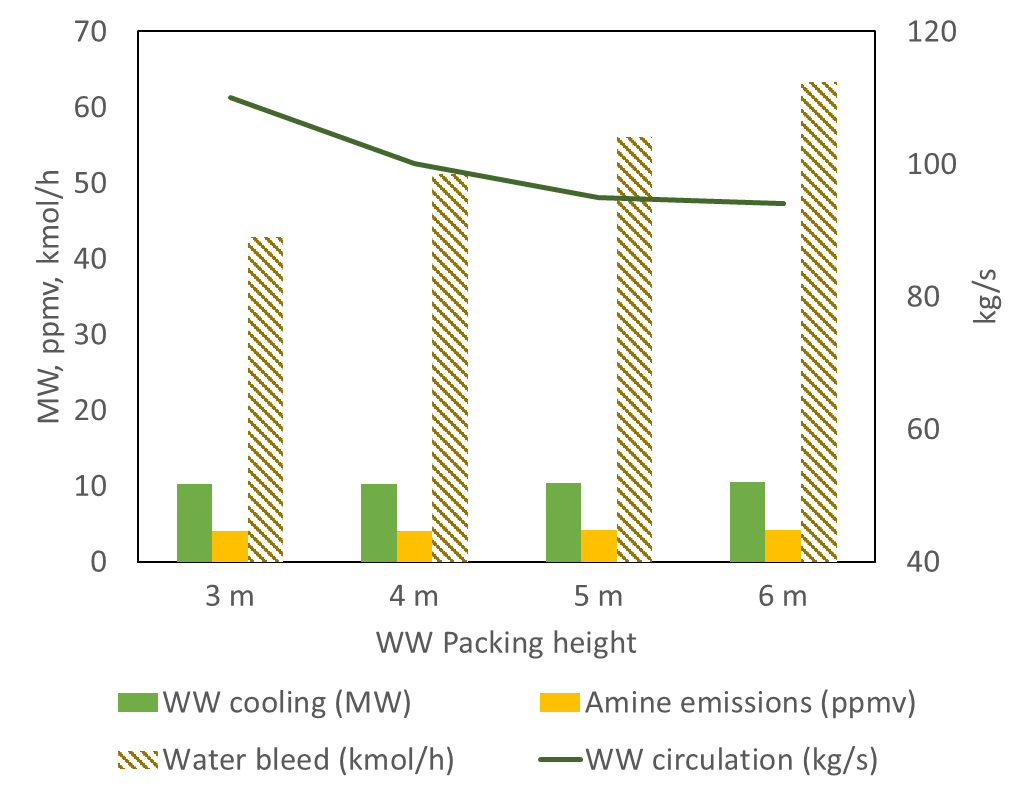 70
60
50
40
30
20
10
0
MW, ppmv, kmol/h
120
100
80
60
40
kg/s
3 m
4 m
5 m
6 m
WW Packing height
WW cooling (MW)
Amine emissions (ppmv)
Water bleed (kmol/h)
WW circulation (kg/s)